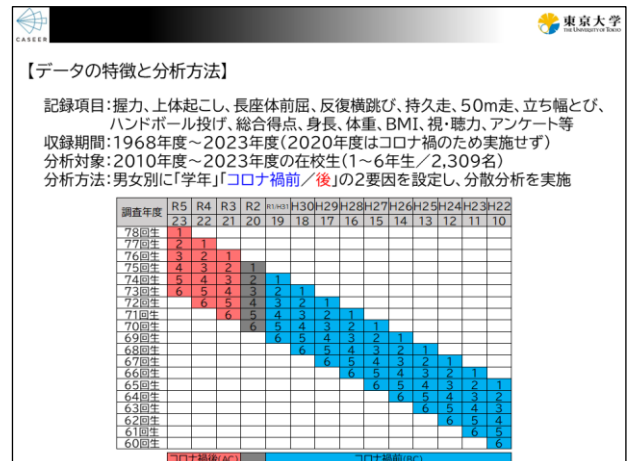 CASEER
東京大学
THE UNIVERSITY OF TOKYO
【データの特徴と分析方法】
記録項目：握力、上体起こし、長座体前屈、反復横跳び、持久走、50m走、立ち幅とび、
ハンドボール投げ、総合得点、身長、体重、BMI、視・聴力、アンケート等
収録期間：1968年度～2023年度（2020年度はコロナ禍のため実施せず）
分析対象：2010年度～2023年度の在校生（1～6年生／2,309名）
分析方法：男女別に「学年」「コロナ禍前／後」の2要因を設定し、分散分析を実施
調査年度 R5 R4 R3 R2 R1/H31 H30 H29 H28 H27 H26 H25 H24 H23 H22
23 22 21 20 19 18 17 16 15 14 13 12 11 10
78回生 1
77回生 2 1
76回生 3 2 1
75回生 4 3 2 1
74回生 5 4 3 2 1
73回生 6 5 4 3 2 1
72回生 6 5 4 3 2 1
71回生 6 5 4 3 2 1
70回生 6 5 4 3 2 1
69回生 6 5 4 3 2 1
68回生 6 5 4 3 2 1
67回生 6 5 4 3 2 1
66回生 6 5 4 3 2 1
65回生 6 5 4 3 2 1
64回生 6 5 4 3 2
63回生 6 5 4 3
62回生 6 5 4
61回生 6 5
60回生 6
コロナ禍後(AC) コロナ禍前(BC)